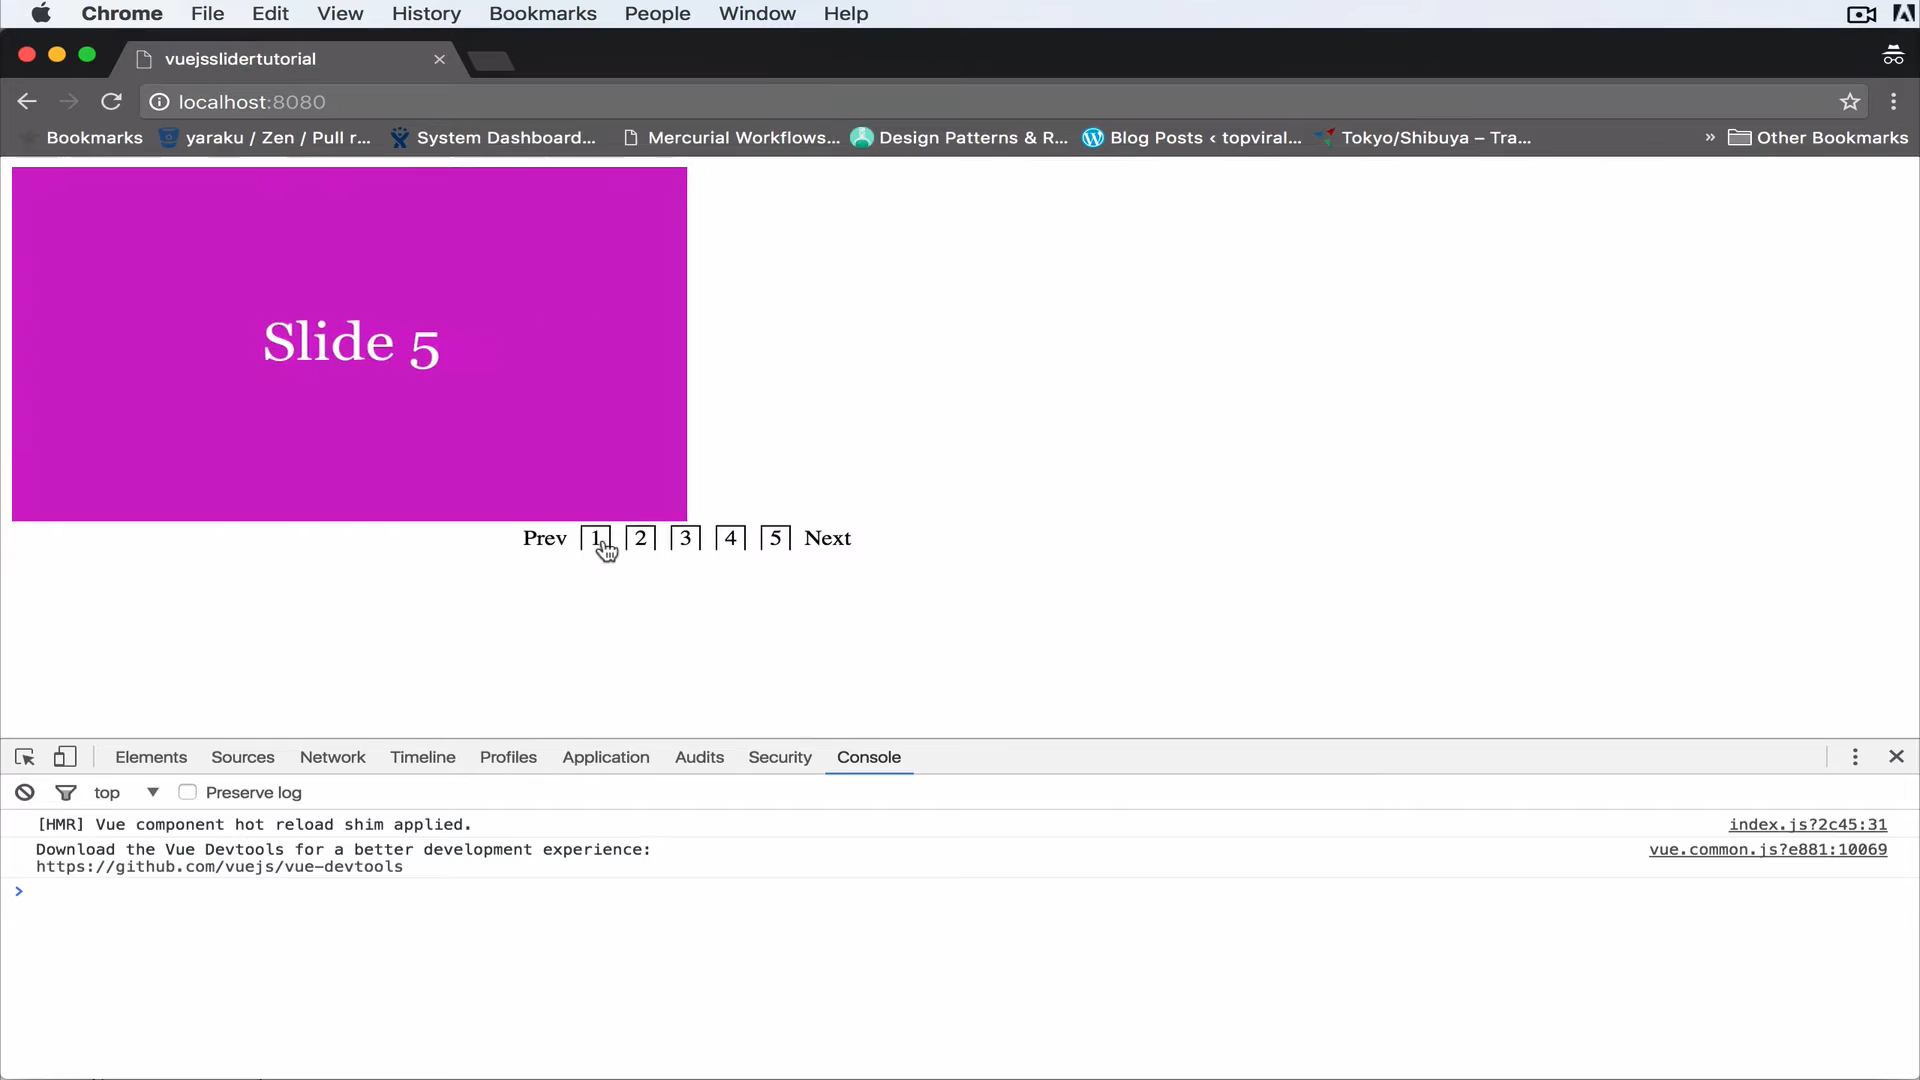 Chrome File Edit View History Bookmarks People Window Help
vuejsslidertutorial
localhost:8080
Bookmarks yaraku / Zen / Pull r... System Dashboard... Mercurial Workflows... Design Patterns & R... Blog Posts ‹ topviral... Tokyo/Shibuya – Tra... » Other Bookmarks
Slide 5
Prev 1 2 3 4 5 Next
Elements Sources Network Timeline Profiles Application Audits Security Console
top Preserve log
[HMR] Vue component hot reload shim applied. index.js?2c45:31
Download the Vue Devtools for a better development experience: vue.common.js?e881:10069
https://github.com/vuejs/vue-devtools
>